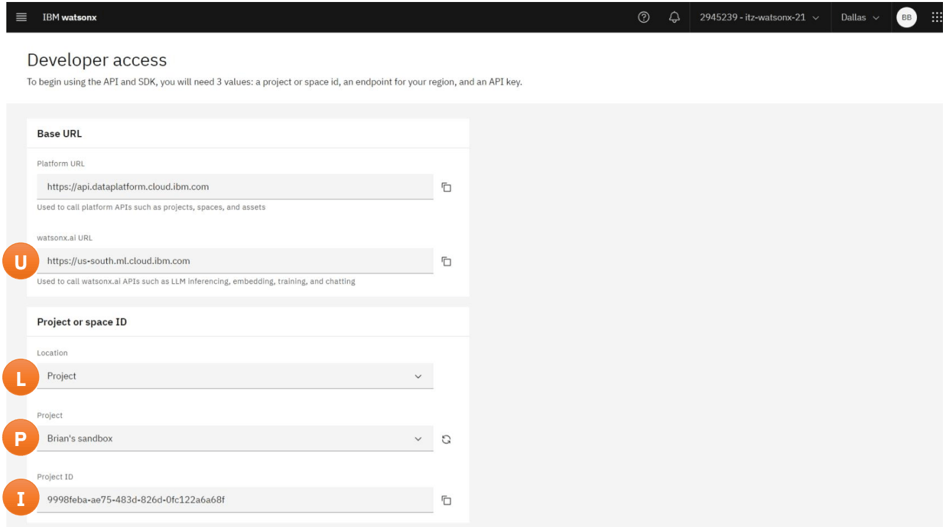 IBM watsonx
2945239 - itz-watsonx-21
Dallas
BB
Developer access
To begin using the API and SDK, you will need 3 values: a project or space id, an endpoint for your region, and an API key.
Base URL
Platform URL
https://api.dataplatform.cloud.ibm.com
Used to call platform APIs such as projects, spaces, and assets
watsonx.ai URL
U
https://us-south.ml.cloud.ibm.com
Used to call watsonx.ai APIs such as LLM inferencing, embedding, training, and chatting
Project or space ID
Location
L
Project
Project
P
Brian's sandbox
Project ID
I
9998feba-ae75-483d-826d-0fc122a6a68f